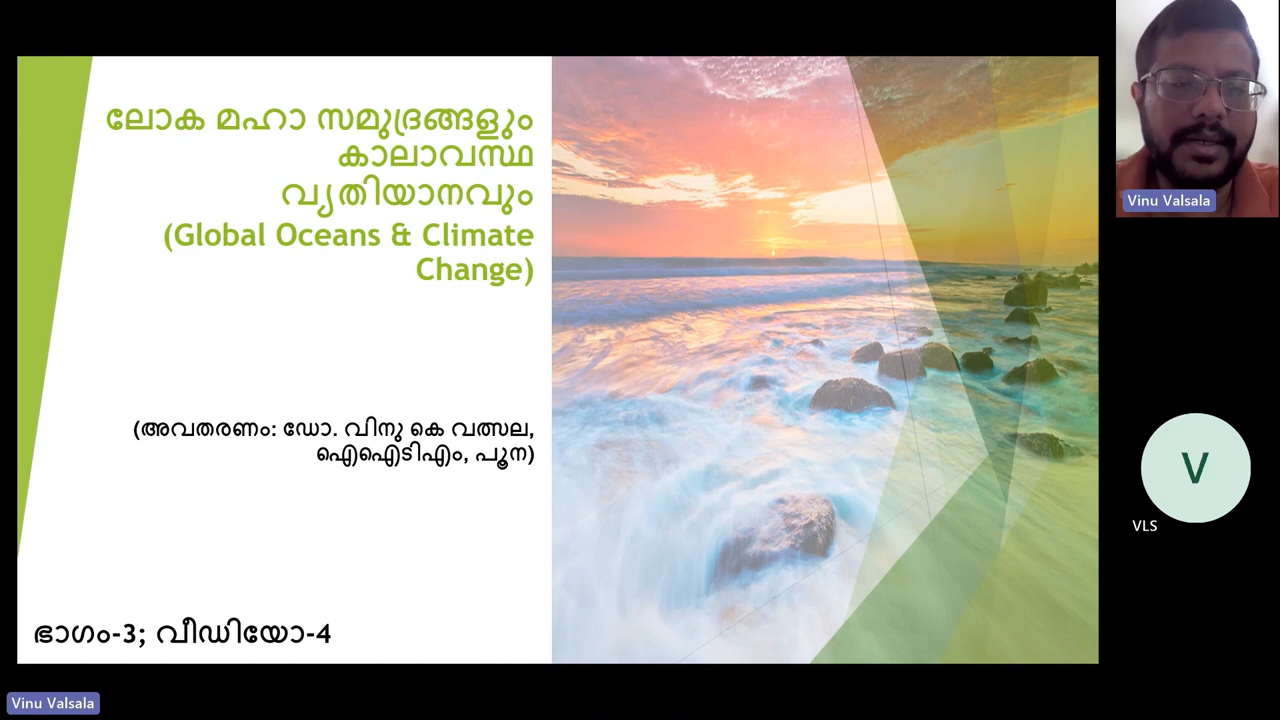 ലോക മഹാ സമുദ്രങ്ങളും
കാലാവസ്ഥ
വ്യതിയാനവും
(Global Oceans & Climate
Change)
(അവതരണം: ഡോ. വിനു കെ വത്സല,
ഐഐടിഎം, പൂന)
ഭാഗം-3; വീഡിയോ-4
Vinu Valsala
V
VLS
Vinu Valsala